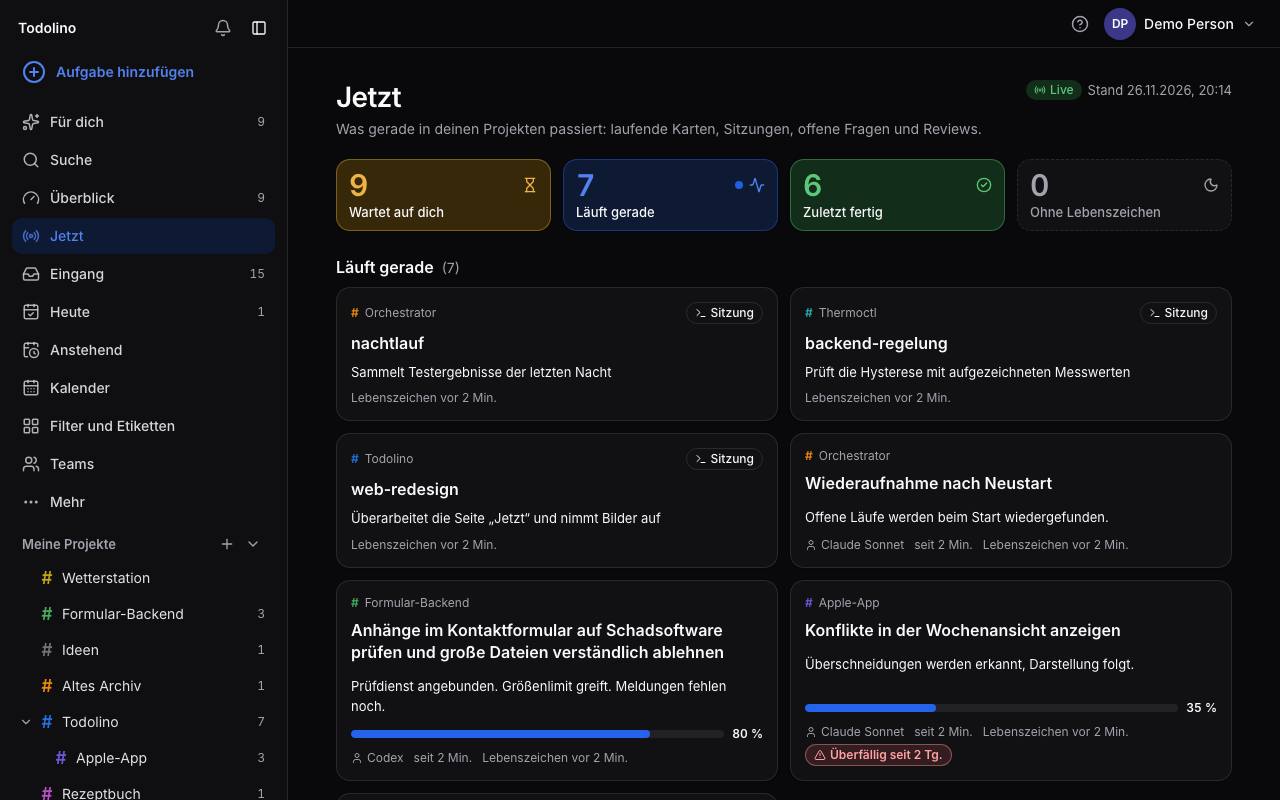 Todolino
Aufgabe hinzufügen
Für dich 9
Suche
Überblick 9
Jetzt
Eingang 15
Heute 1
Anstehend
Kalender
Filter und Etiketten
Teams
Mehr
Meine Projekte
# Wetterstation
# Formular-Backend 3
# Ideen 1
# Altes Archiv 1
# Todolino 7
# Apple-App 3
# Rezeptbuch 1
DP Demo Person
Jetzt
Live Stand 26.11.2026, 20:14
Was gerade in deinen Projekten passiert: laufende Karten, Sitzungen, offene Fragen und Reviews.
9
Wartet auf dich
7
Läuft gerade
6
Zuletzt fertig
0
Ohne Lebenszeichen
Läuft gerade (7)
# Orchestrator Sitzung
nachtlauf
Sammelt Testergebnisse der letzten Nacht
Lebenszeichen vor 2 Min.
# Thermoctl Sitzung
backend-regelung
Prüft die Hysterese mit aufgezeichneten Messwerten
Lebenszeichen vor 2 Min.
# Todolino Sitzung
web-redesign
Überarbeitet die Seite „Jetzt“ und nimmt Bilder auf
Lebenszeichen vor 2 Min.
# Orchestrator
Wiederaufnahme nach Neustart
Offene Läufe werden beim Start wiedergefunden.
Claude Sonnet seit 2 Min. Lebenszeichen vor 2 Min.
# Formular-Backend
Anhänge im Kontaktformular auf Schadsoftware
prüfen und große Dateien verständlich ablehnen
Prüfdienst angebunden. Größenlimit greift. Meldungen fehlen
noch.
80 %
Codex seit 2 Min. Lebenszeichen vor 2 Min.
# Apple-App
Konflikte in der Wochenansicht anzeigen
Überschneidungen werden erkannt, Darstellung folgt.
35 %
Claude Sonnet seit 2 Min. Lebenszeichen vor 2 Min.
Überfällig seit 2 Tg.